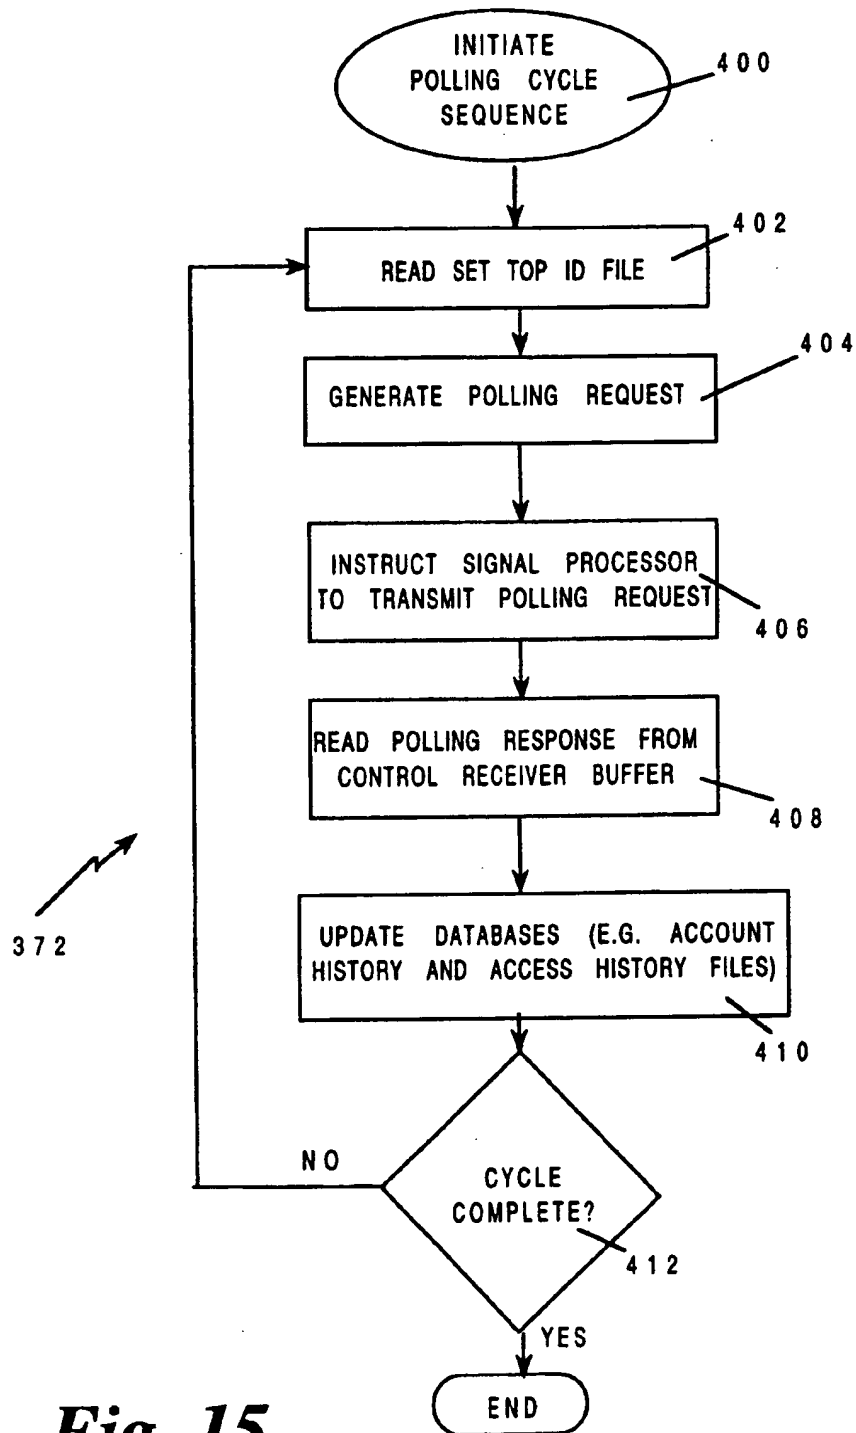 INITIATE
POLLING CYCLE
SEQUENCE
400
402
READ SET TOP ID FILE
404
GENERATE POLLING REQUEST
INSTRUCT SIGNAL PROCESSOR
TO TRANSMIT POLLING REQUEST
406
READ POLLING RESPONSE FROM
CONTROL RECEIVER BUFFER
408
372
UPDATE DATABASES (E.G. ACCOUNT
HISTORY AND ACCESS HISTORY FILES)
410
NO
CYCLE
COMPLETE?
412
YES
END
Fig. 15